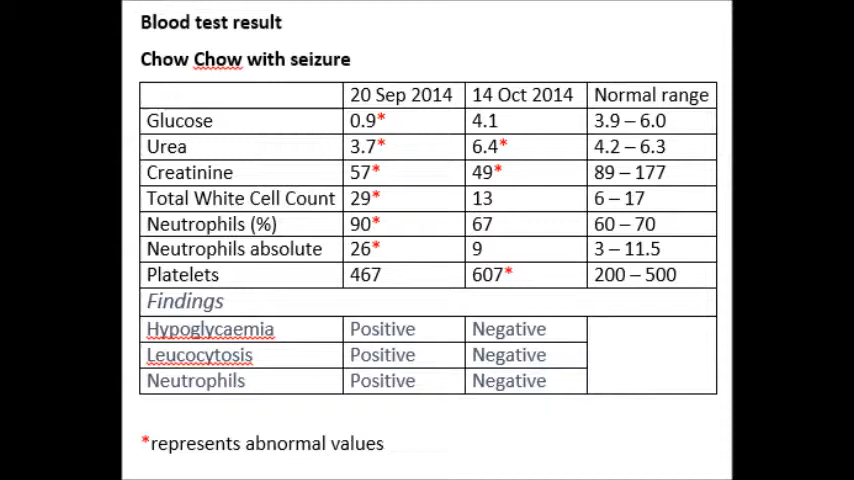 Blood test result
Chow Chow with seizure
20 Sep 2014 14 Oct 2014 Normal range
Glucose 0.9* 4.1 3.9 – 6.0
Urea 3.7* 6.4* 4.2 – 6.3
Creatinine 57* 49* 89 – 177
Total White Cell Count 29* 13 6 – 17
Neutrophils (%) 90* 67 60 – 70
Neutrophils absolute 26* 9 3 – 11.5
Platelets 467 607* 200 – 500
Findings
Hypoglycaemia Positive Negative
Leucocytosis Positive Negative
Neutrophils Positive Negative
*represents abnormal values